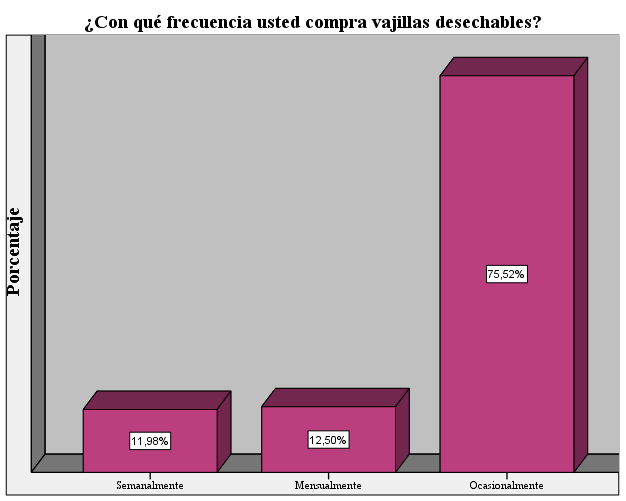 ¿Con qué frecuencia usted compra vajillas desechables?
Porcentaje
75,52%
11,98%
12,50%
Semanalmente
Mensualmente
Ocasionalmente